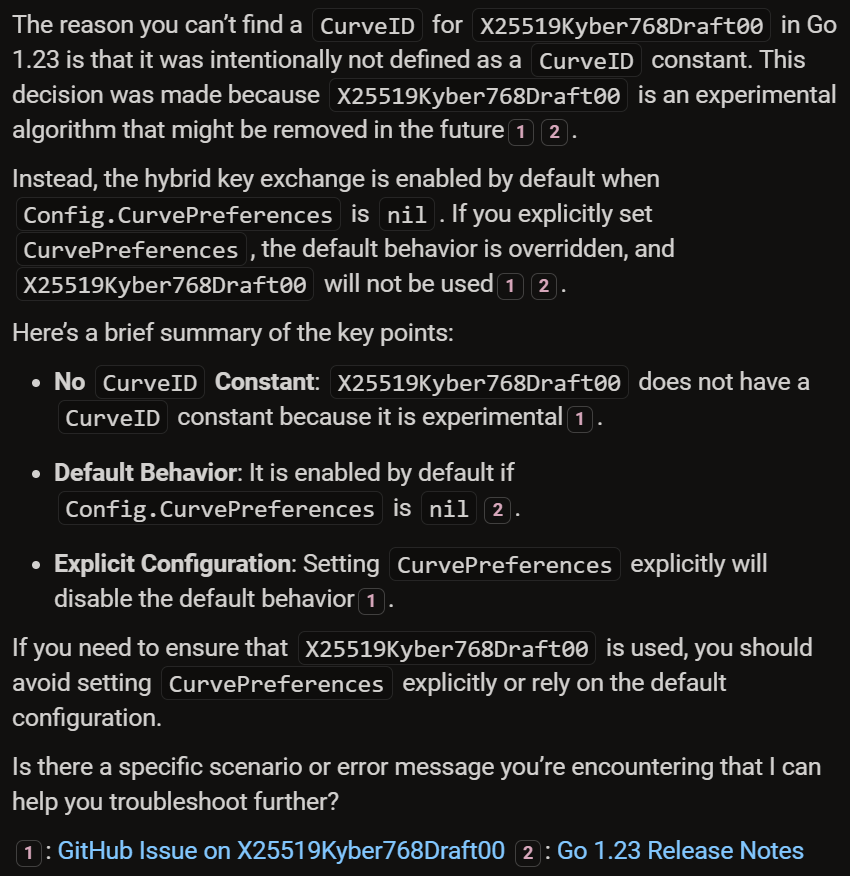 The reason you can’t find a CurveID for X25519Kyber768Draft00 in Go
1.23 is that it was intentionally not defined as a CurveID constant. This
decision was made because X25519Kyber768Draft00 is an experimental
algorithm that might be removed in the future 1 2 .
Instead, the hybrid key exchange is enabled by default when
Config.CurvePreferences is nil . If you explicitly set
CurvePreferences , the default behavior is overridden, and
X25519Kyber768Draft00 will not be used 1 2 .
Here’s a brief summary of the key points:
• No CurveID Constant: X25519Kyber768Draft00 does not have a
CurveID constant because it is experimental 1 .
• Default Behavior: It is enabled by default if
Config.CurvePreferences is nil 2 .
• Explicit Configuration: Setting CurvePreferences explicitly will
disable the default behavior 1 .
If you need to ensure that X25519Kyber768Draft00 is used, you should
avoid setting CurvePreferences explicitly or rely on the default
configuration.
Is there a specific scenario or error message you’re encountering that I can
help you troubleshoot further?
1 : GitHub Issue on X25519Kyber768Draft00 2 : Go 1.23 Release Notes